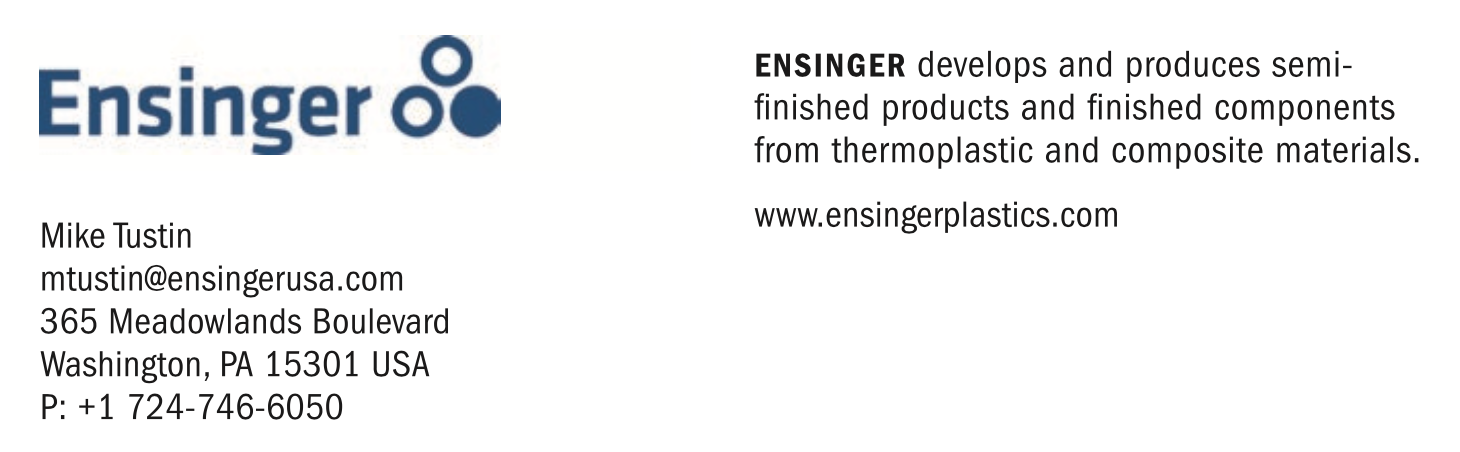 Ensinger
Mike Tustin
mtustin@ensingerusa.com
365 Meadowlands Boulevard
Washington, PA 15301 USA
P: +1 724-746-6050
ENSINGER develops and produces semi-
finished products and finished components
from thermoplastic and composite materials.
www.ensingerplastics.com